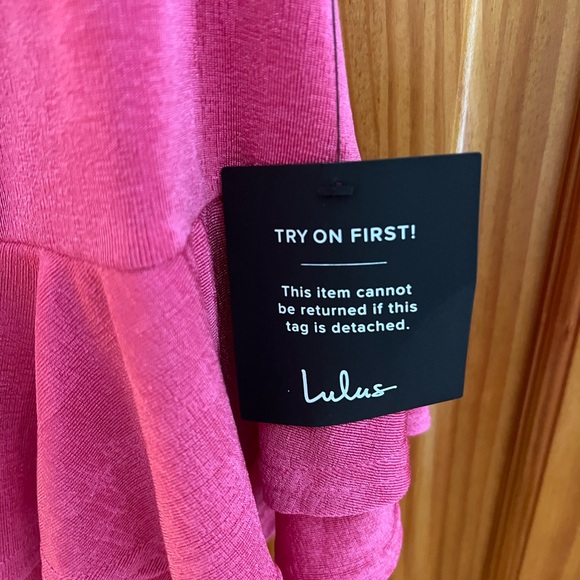 TRY ON FIRST!
This item cannot
be returned if this
tag is detached.
Lulus